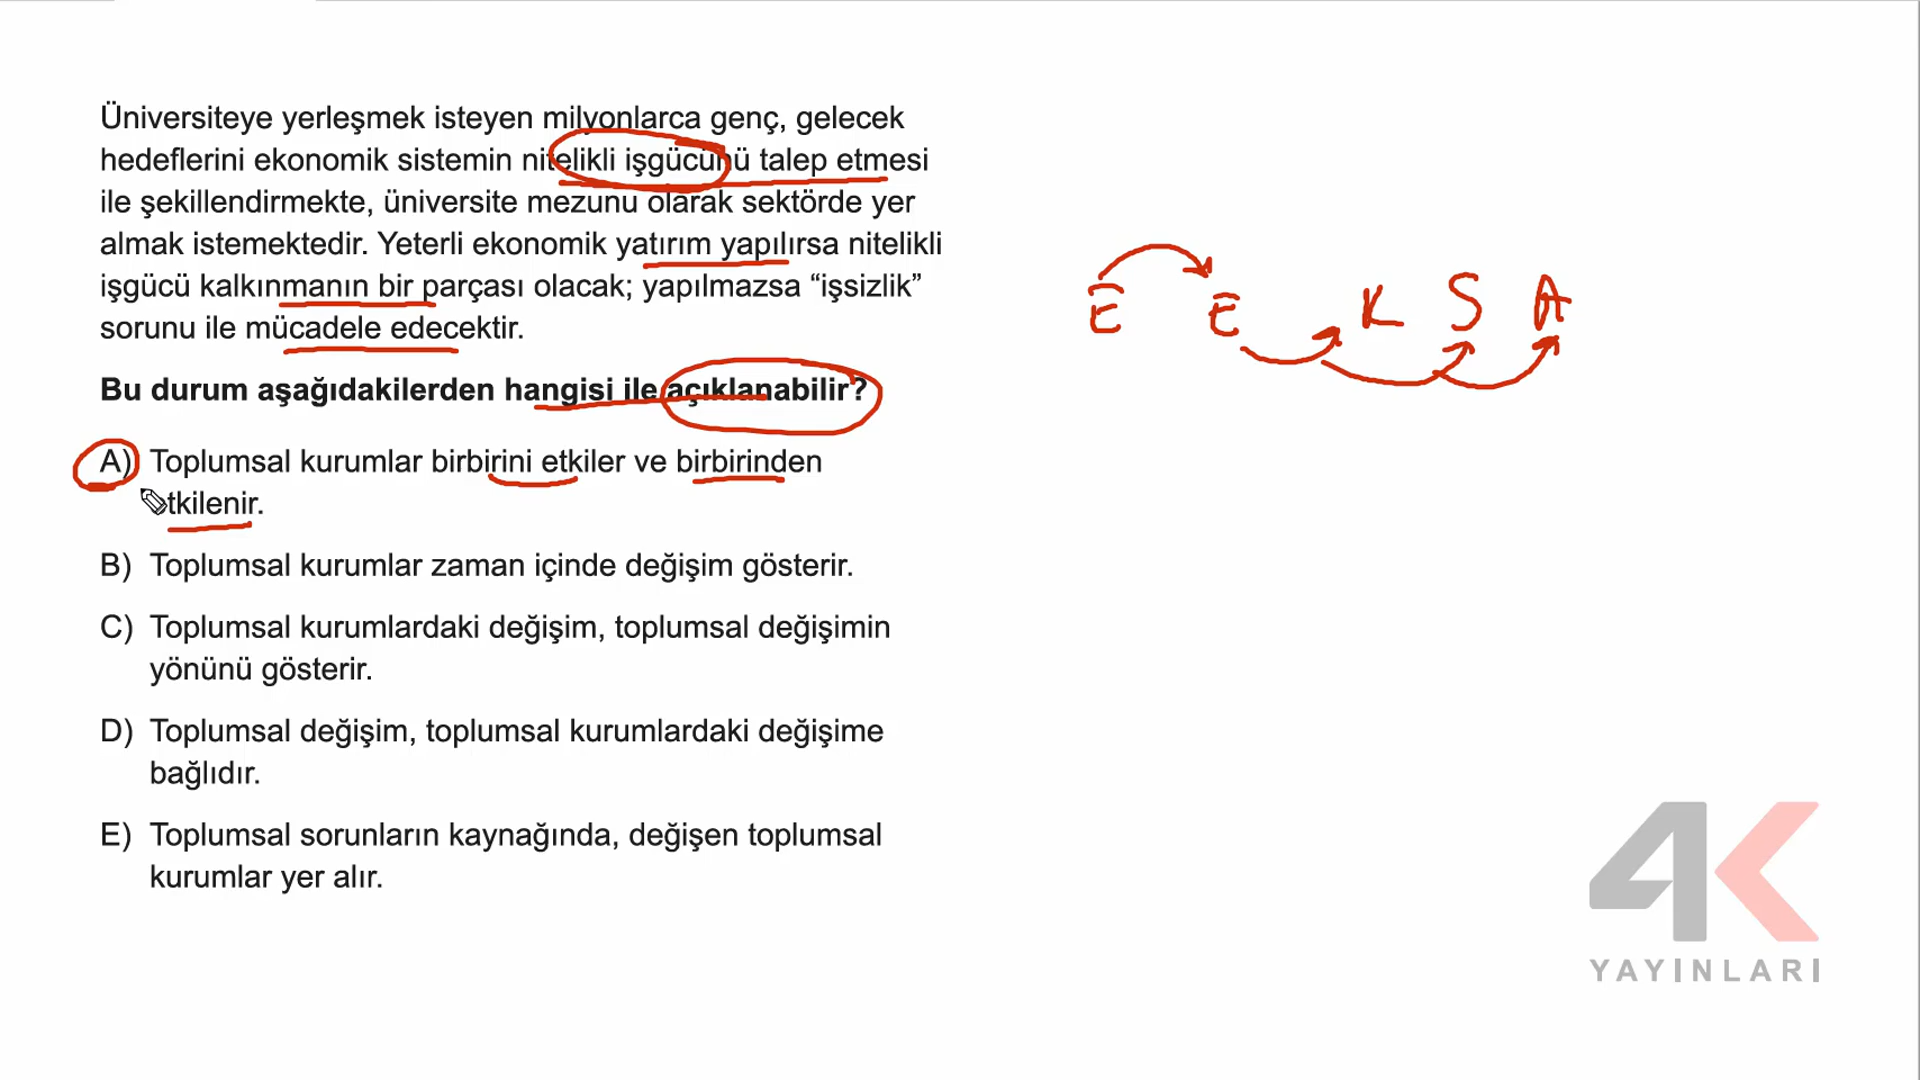 Üniversiteye yerleşmek isteyen milyonlarca genç, gelecek
hedeflerini ekonomik sistemin nitelikli işgücünü talep etmesi
ile şekillendirmekte, üniversite mezunu olarak sektörde yer
almak istemektedir. Yeterli ekonomik yatırım yapılırsa nitelikli
işgücü kalkınmanın bir parçası olacak; yapılmazsa “işsizlik”
sorunu ile mücadele edecektir.
Bu durum aşağıdakilerden hangisi ile açıklanabilir?
A) Toplumsal kurumlar birbirini etkiler ve birbirinden
tkilenir.
B) Toplumsal kurumlar zaman içinde değişim gösterir.
C) Toplumsal kurumlardaki değişim, toplumsal değişimin
yönünü gösterir.
D) Toplumsal değişim, toplumsal kurumlardaki değişime
bağlıdır.
E) Toplumsal sorunların kaynağında, değişen toplumsal
kurumlar yer alır.
E E K S A
4K
YAYINLARI